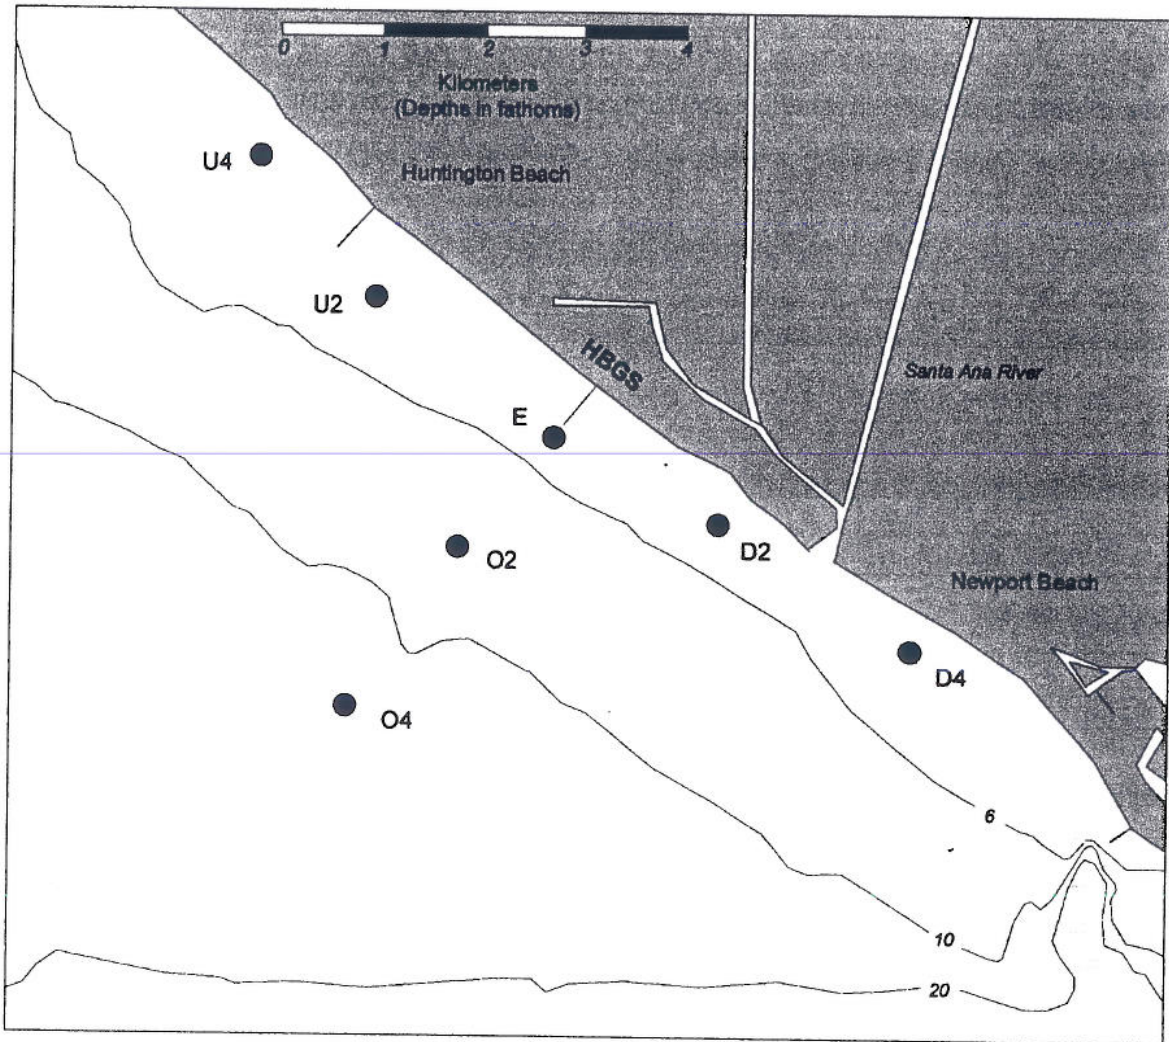 0 1 2 3 4
Kilometers
(Depths in fathoms)
U4
Huntington Beach
U2
HBGS
Santa Ana River
E
D2
O2
Newport Beach
D4
O4
6
10
20